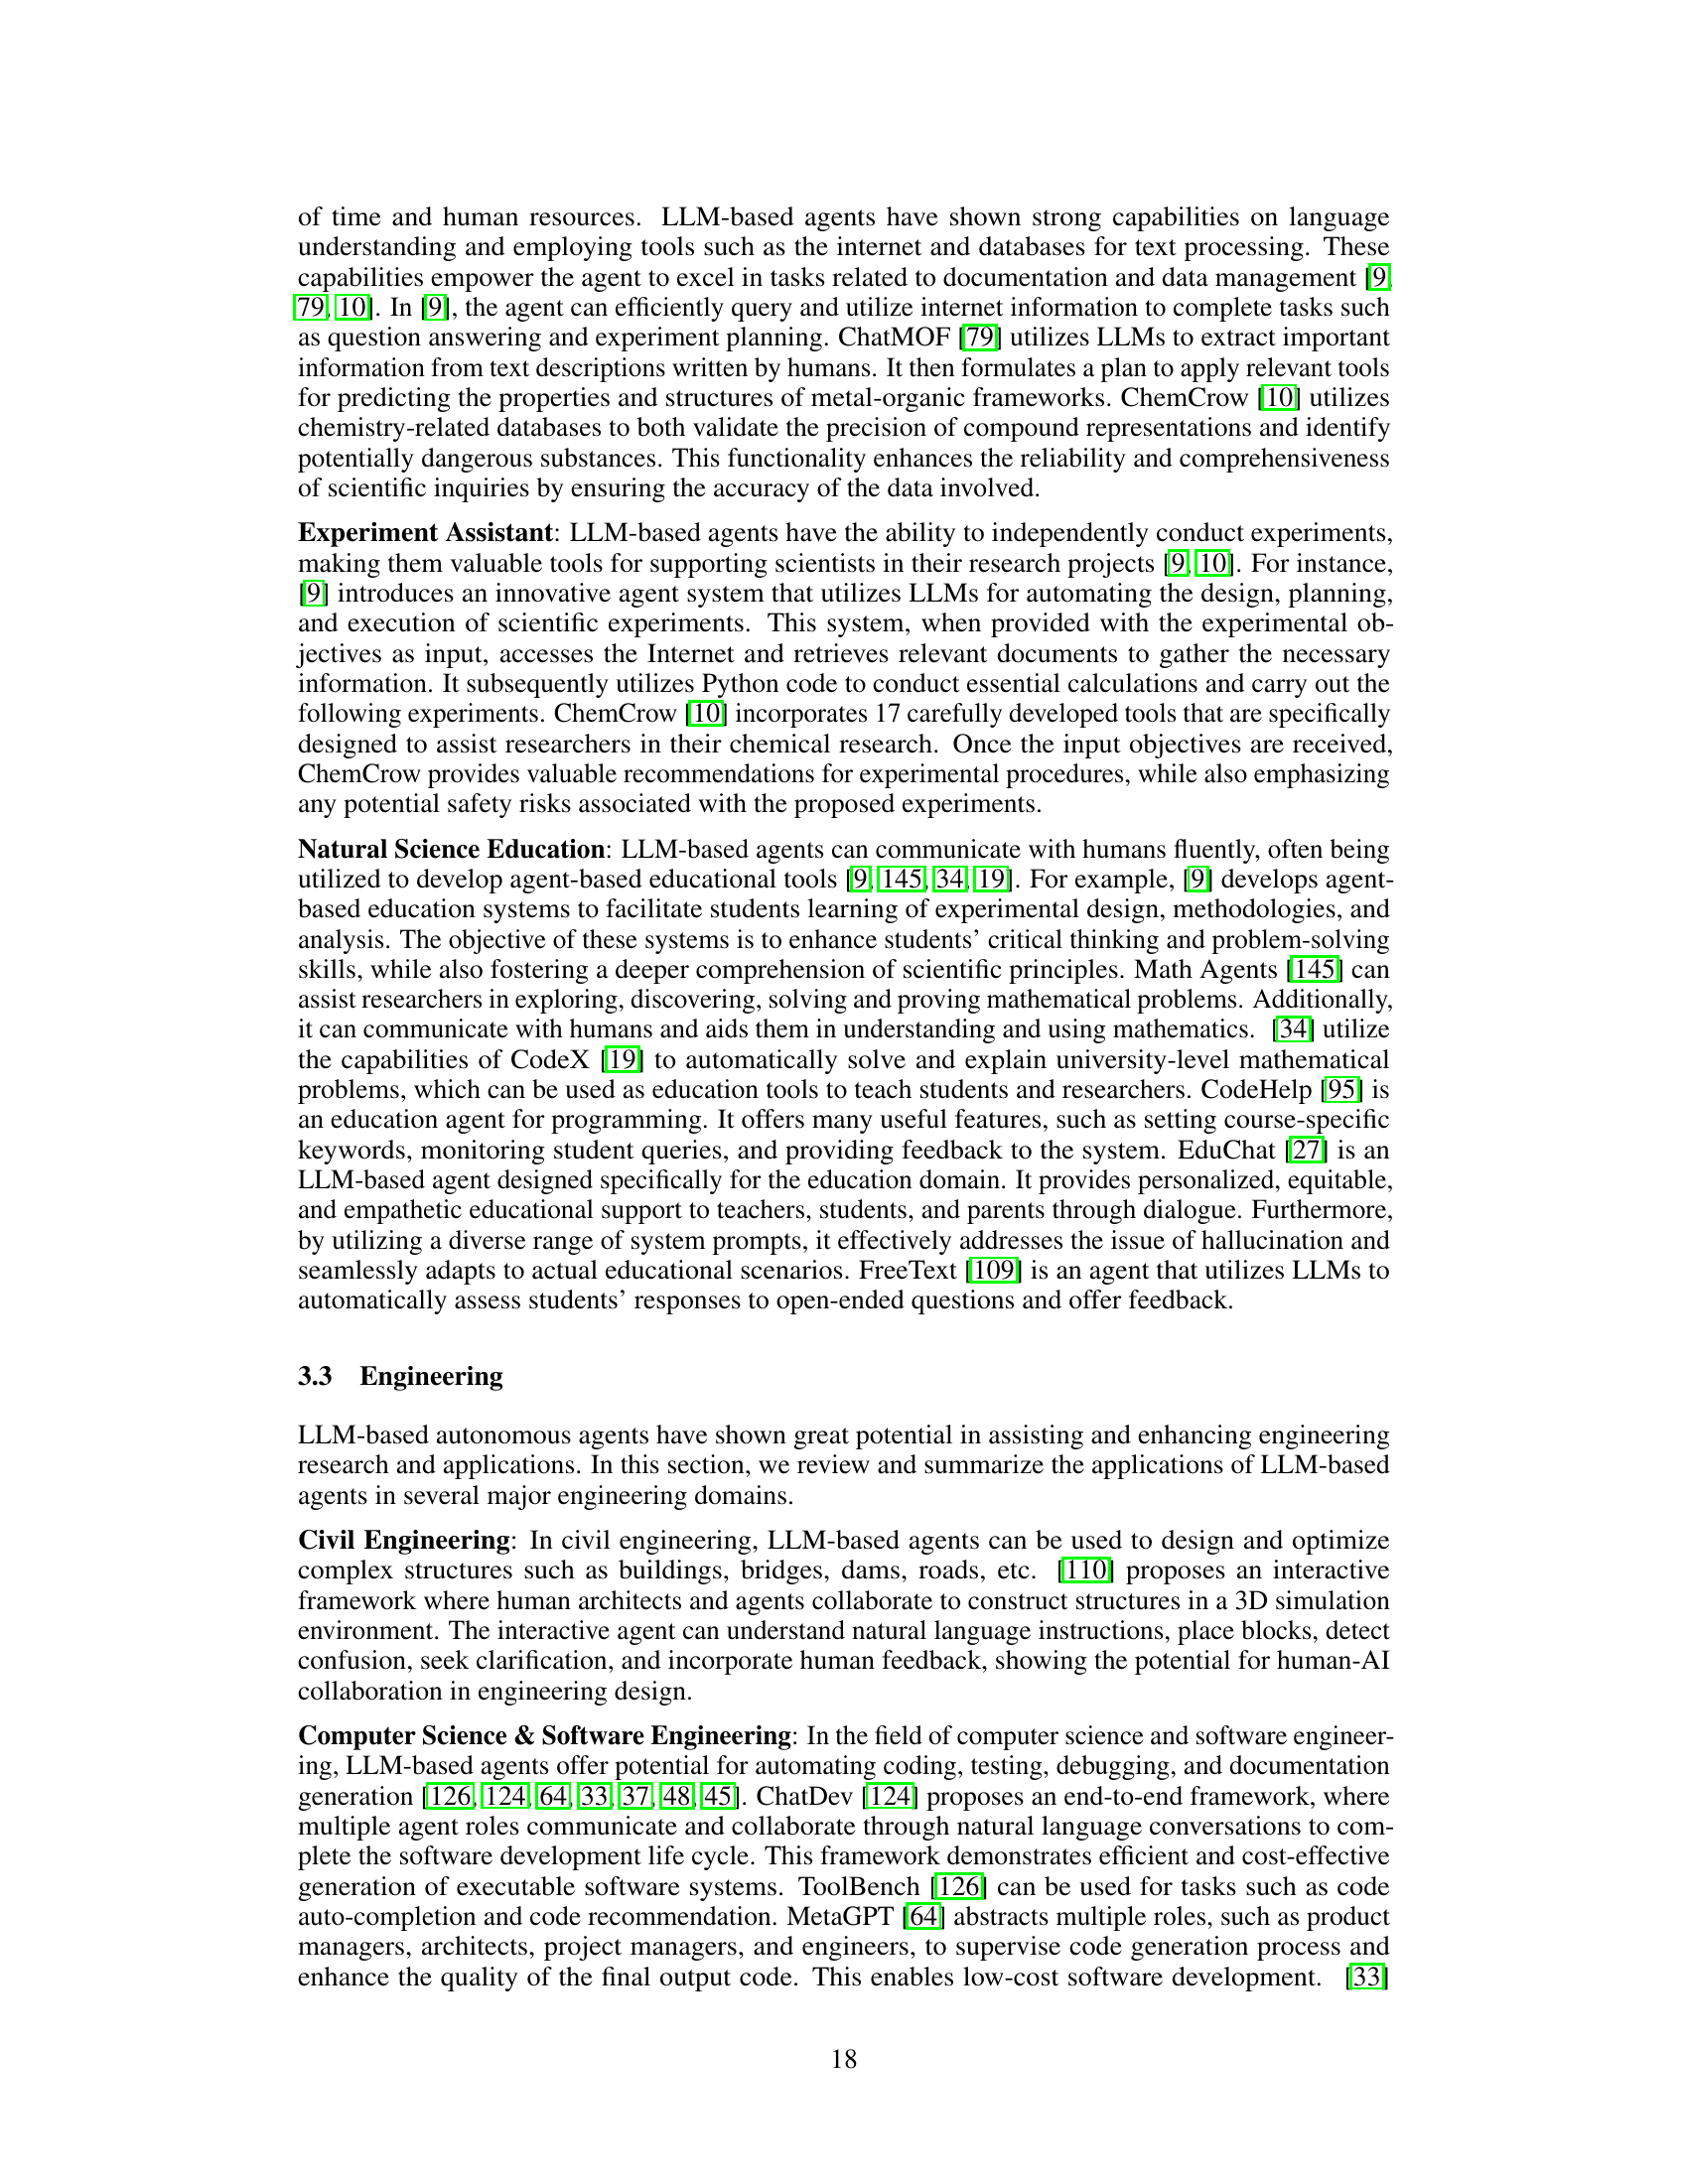 of time and human resources. LLM-based agents have shown strong capabilities on language
understanding and employing tools such as the internet and databases for text processing. These
capabilities empower the agent to excel in tasks related to documentation and data management [9,
79, 10]. In [9], the agent can efficiently query and utilize internet information to complete tasks such
as question answering and experiment planning. ChatMOF [79] utilizes LLMs to extract important
information from text descriptions written by humans. It then formulates a plan to apply relevant tools
for predicting the properties and structures of metal-organic frameworks. ChemCrow [10] utilizes
chemistry-related databases to both validate the precision of compound representations and identify
potentially dangerous substances. This functionality enhances the reliability and comprehensiveness
of scientific inquiries by ensuring the accuracy of the data involved.
Experiment Assistant: LLM-based agents have the ability to independently conduct experiments,
making them valuable tools for supporting scientists in their research projects [9, 10]. For instance,
[9] introduces an innovative agent system that utilizes LLMs for automating the design, planning,
and execution of scientific experiments. This system, when provided with the experimental ob-
jectives as input, accesses the Internet and retrieves relevant documents to gather the necessary
information. It subsequently utilizes Python code to conduct essential calculations and carry out the
following experiments. ChemCrow [10] incorporates 17 carefully developed tools that are specifically
designed to assist researchers in their chemical research. Once the input objectives are received,
ChemCrow provides valuable recommendations for experimental procedures, while also emphasizing
any potential safety risks associated with the proposed experiments.
Natural Science Education: LLM-based agents can communicate with humans fluently, often being
utilized to develop agent-based educational tools [9, 145, 34, 19]. For example, [9] develops agent-
based education systems to facilitate students learning of experimental design, methodologies, and
analysis. The objective of these systems is to enhance students’ critical thinking and problem-solving
skills, while also fostering a deeper comprehension of scientific principles. Math Agents [145] can
assist researchers in exploring, discovering, solving and proving mathematical problems. Additionally,
it can communicate with humans and aids them in understanding and using mathematics. [34] utilize
the capabilities of CodeX [19] to automatically solve and explain university-level mathematical
problems, which can be used as education tools to teach students and researchers. CodeHelp [95] is
an education agent for programming. It offers many useful features, such as setting course-specific
keywords, monitoring student queries, and providing feedback to the system. EduChat [27] is an
LLM-based agent designed specifically for the education domain. It provides personalized, equitable,
and empathetic educational support to teachers, students, and parents through dialogue. Furthermore,
by utilizing a diverse range of system prompts, it effectively addresses the issue of hallucination and
seamlessly adapts to actual educational scenarios. FreeText [109] is an agent that utilizes LLMs to
automatically assess students’ responses to open-ended questions and offer feedback.
3.3 Engineering
LLM-based autonomous agents have shown great potential in assisting and enhancing engineering
research and applications. In this section, we review and summarize the applications of LLM-based
agents in several major engineering domains.
Civil Engineering: In civil engineering, LLM-based agents can be used to design and optimize
complex structures such as buildings, bridges, dams, roads, etc. [110] proposes an interactive
framework where human architects and agents collaborate to construct structures in a 3D simulation
environment. The interactive agent can understand natural language instructions, place blocks, detect
confusion, seek clarification, and incorporate human feedback, showing the potential for human-AI
collaboration in engineering design.
Computer Science & Software Engineering: In the field of computer science and software engineer-
ing, LLM-based agents offer potential for automating coding, testing, debugging, and documentation
generation [126, 124, 64, 33, 37, 48, 45]. ChatDev [124] proposes an end-to-end framework, where
multiple agent roles communicate and collaborate through natural language conversations to com-
plete the software development life cycle. This framework demonstrates efficient and cost-effective
generation of executable software systems. ToolBench [126] can be used for tasks such as code
auto-completion and code recommendation. MetaGPT [64] abstracts multiple roles, such as product
managers, architects, project managers, and engineers, to supervise code generation process and
enhance the quality of the final output code. This enables low-cost software development. [33]
18